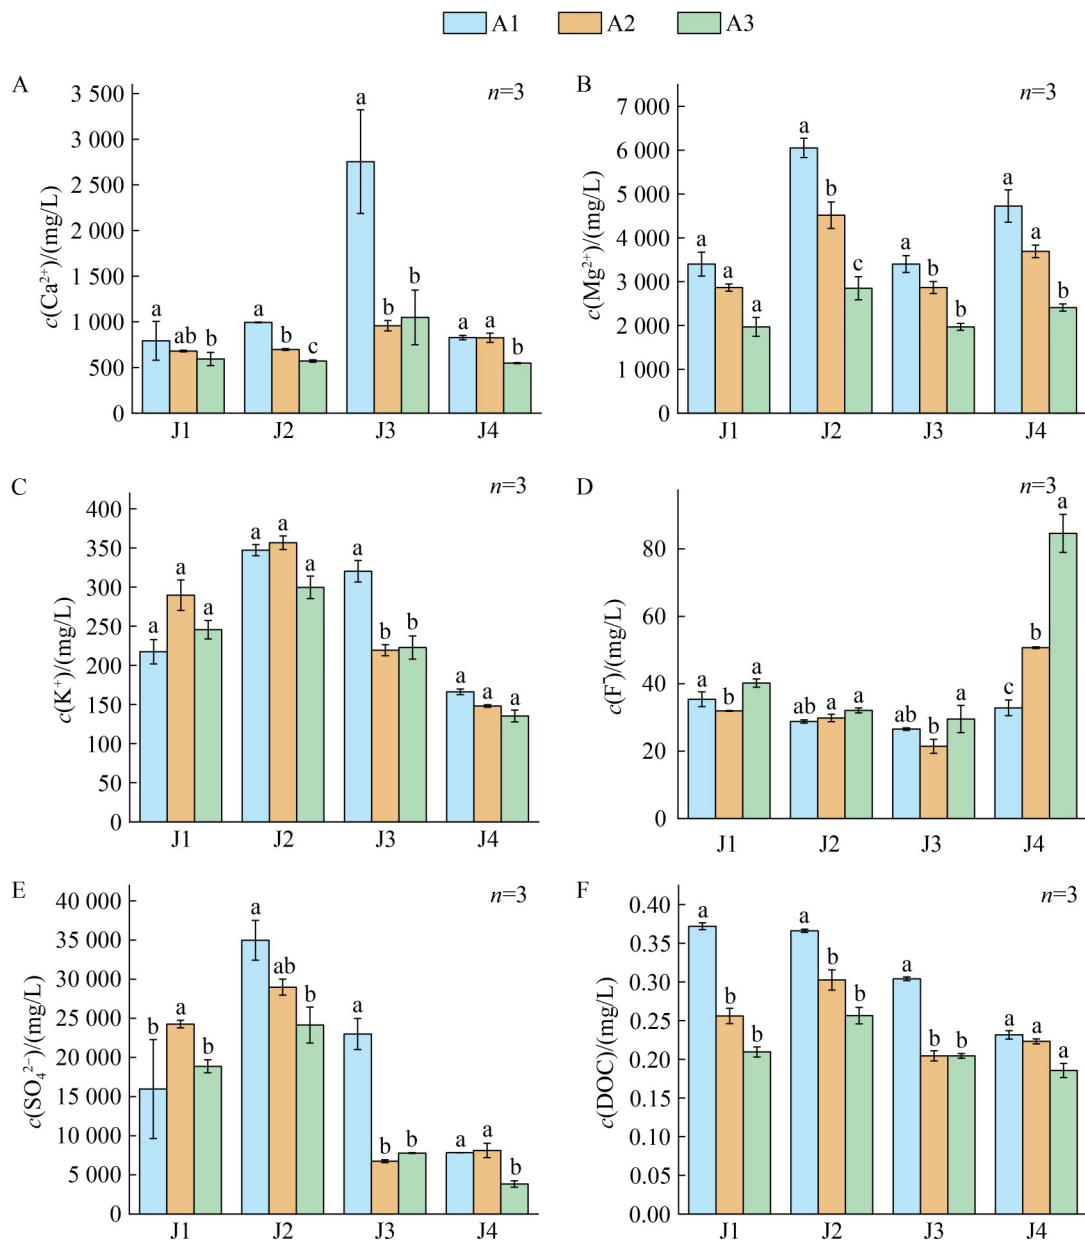 A1 A2 A3
A
n=3
c(Ca²⁺)/(mg/L)
3 500
3 000
2 500
2 000
1 500
1 000
500
0
a ab b
a b c
a b b
a a b
J1 J2 J3 J4
B
n=3
c(Mg²⁺)/(mg/L)
7 000
6 000
5 000
4 000
3 000
2 000
1 000
0
a a a
a b c
a b b
a a b
J1 J2 J3 J4
C
n=3
c(K⁺)/(mg/L)
400
350
300
250
200
150
100
50
0
a a a
a a a
a b b
a a a
J1 J2 J3 J4
D
n=3
c(F⁻)/(mg/L)
80
60
40
20
0
a b a
ab a a
ab b a
c b a
J1 J2 J3 J4
E
n=3
c(SO₄²⁻)/(mg/L)
40 000
35 000
30 000
25 000
20 000
15 000
10 000
5 000
0
b a b
a ab b
a b b
a a b
J1 J2 J3 J4
F
n=3
c(DOC)/(mg/L)
0.40
0.35
0.30
0.25
0.20
0.15
0.10
0.05
0.00
a b b
a b b
a b b
a a a
J1 J2 J3 J4